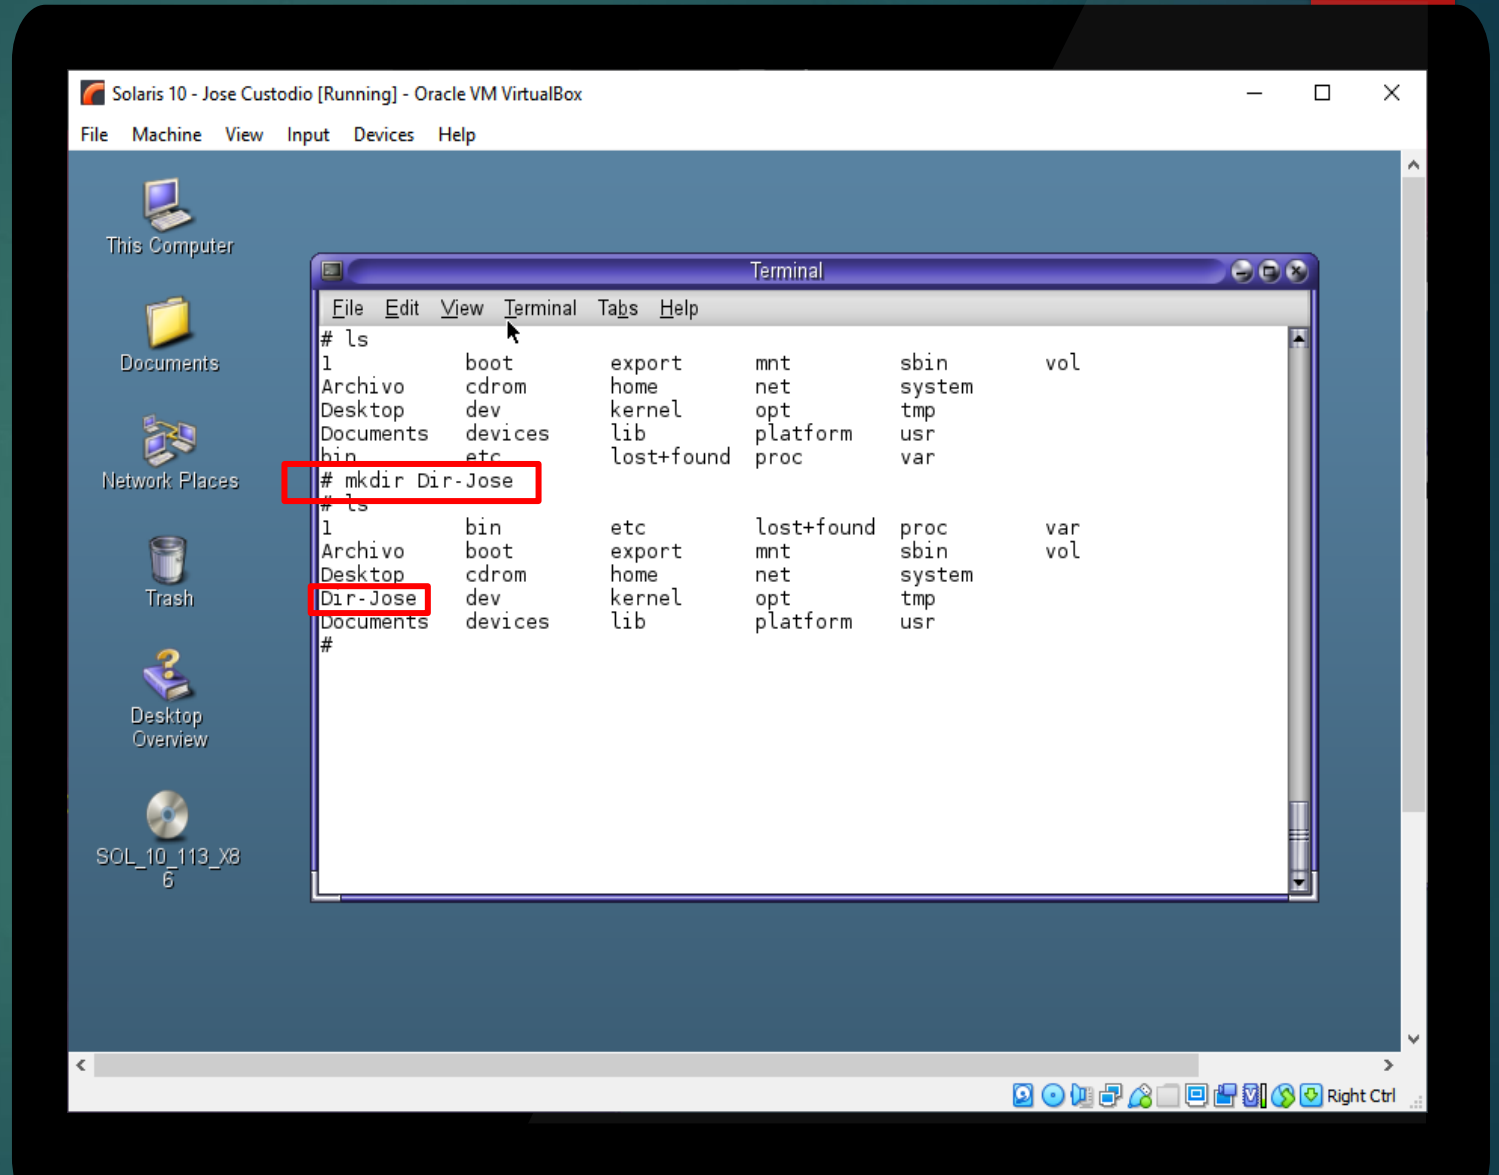 Solaris 10 - Jose Custodio [Running] - Oracle VM VirtualBox
File Machine View Input Devices Help
This Computer
Documents
Network Places
Trash
Desktop
Overview
SOL_10_113_X8
6
Terminal
File Edit View Terminal Tabs Help
# ls
1 boot export mnt sbin vol
Archivo cdrom home net system
Desktop dev kernel opt tmp
Documents devices lib platform usr
bin etc lost+found proc var
# mkdir Dir-Jose
# ls
1 bin etc lost+found proc var
Archivo boot export mnt sbin vol
Desktop cdrom home net system
Dir-Jose dev kernel opt tmp
Documents devices lib platform usr
#
Right Ctrl